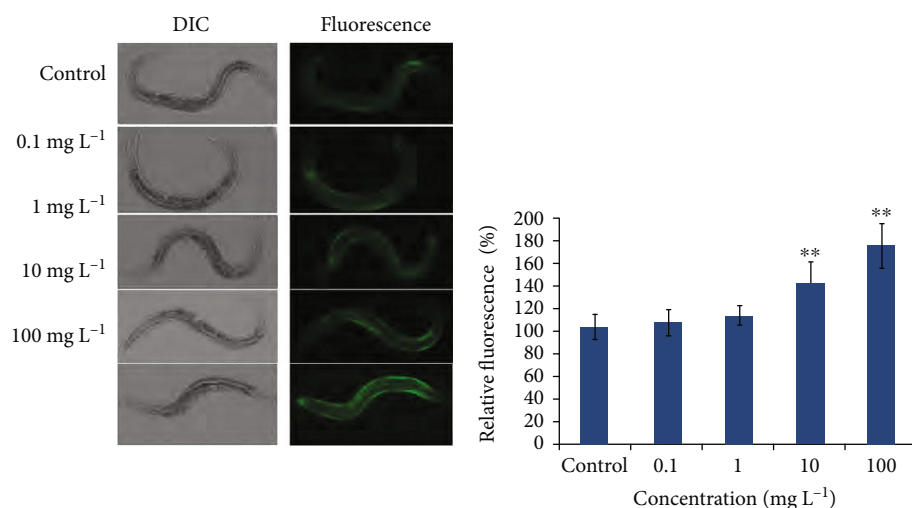 DIC Fluorescence
Control
0.1 mg L⁻¹
1 mg L⁻¹
10 mg L⁻¹
100 mg L⁻¹
Relative fluorescence (%)
200
180
160
140
120
100
80
60
40
20
0
**
**
Control 0.1 1 10 100
Concentration (mg L⁻¹)